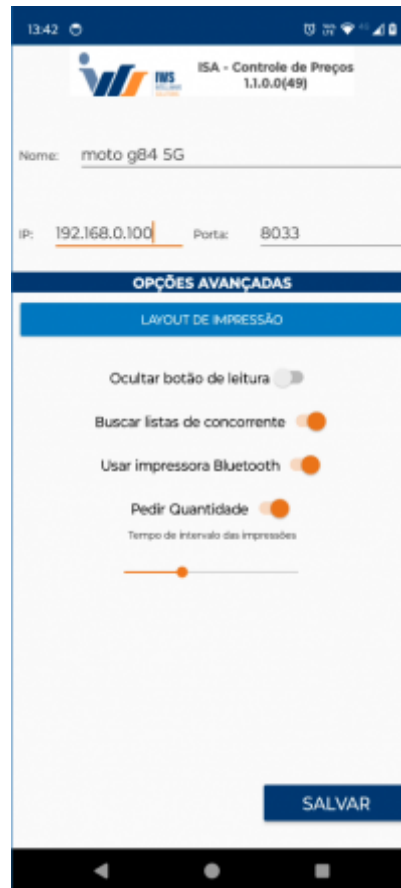 13:42
ISA - Controle de Preços
1.1.0.0(49)
IWS
Nome: moto g84 5G
IP: 192.168.0.100 Porta: 8033
OPÇÕES AVANÇADAS
LAYOUT DE IMPRESSÃO
Ocultar botão de leitura
Buscar listas de concorrente
Usar impressora Bluetooth
Pedir Quantidade
Tempo de intervalo das impressões
SALVAR